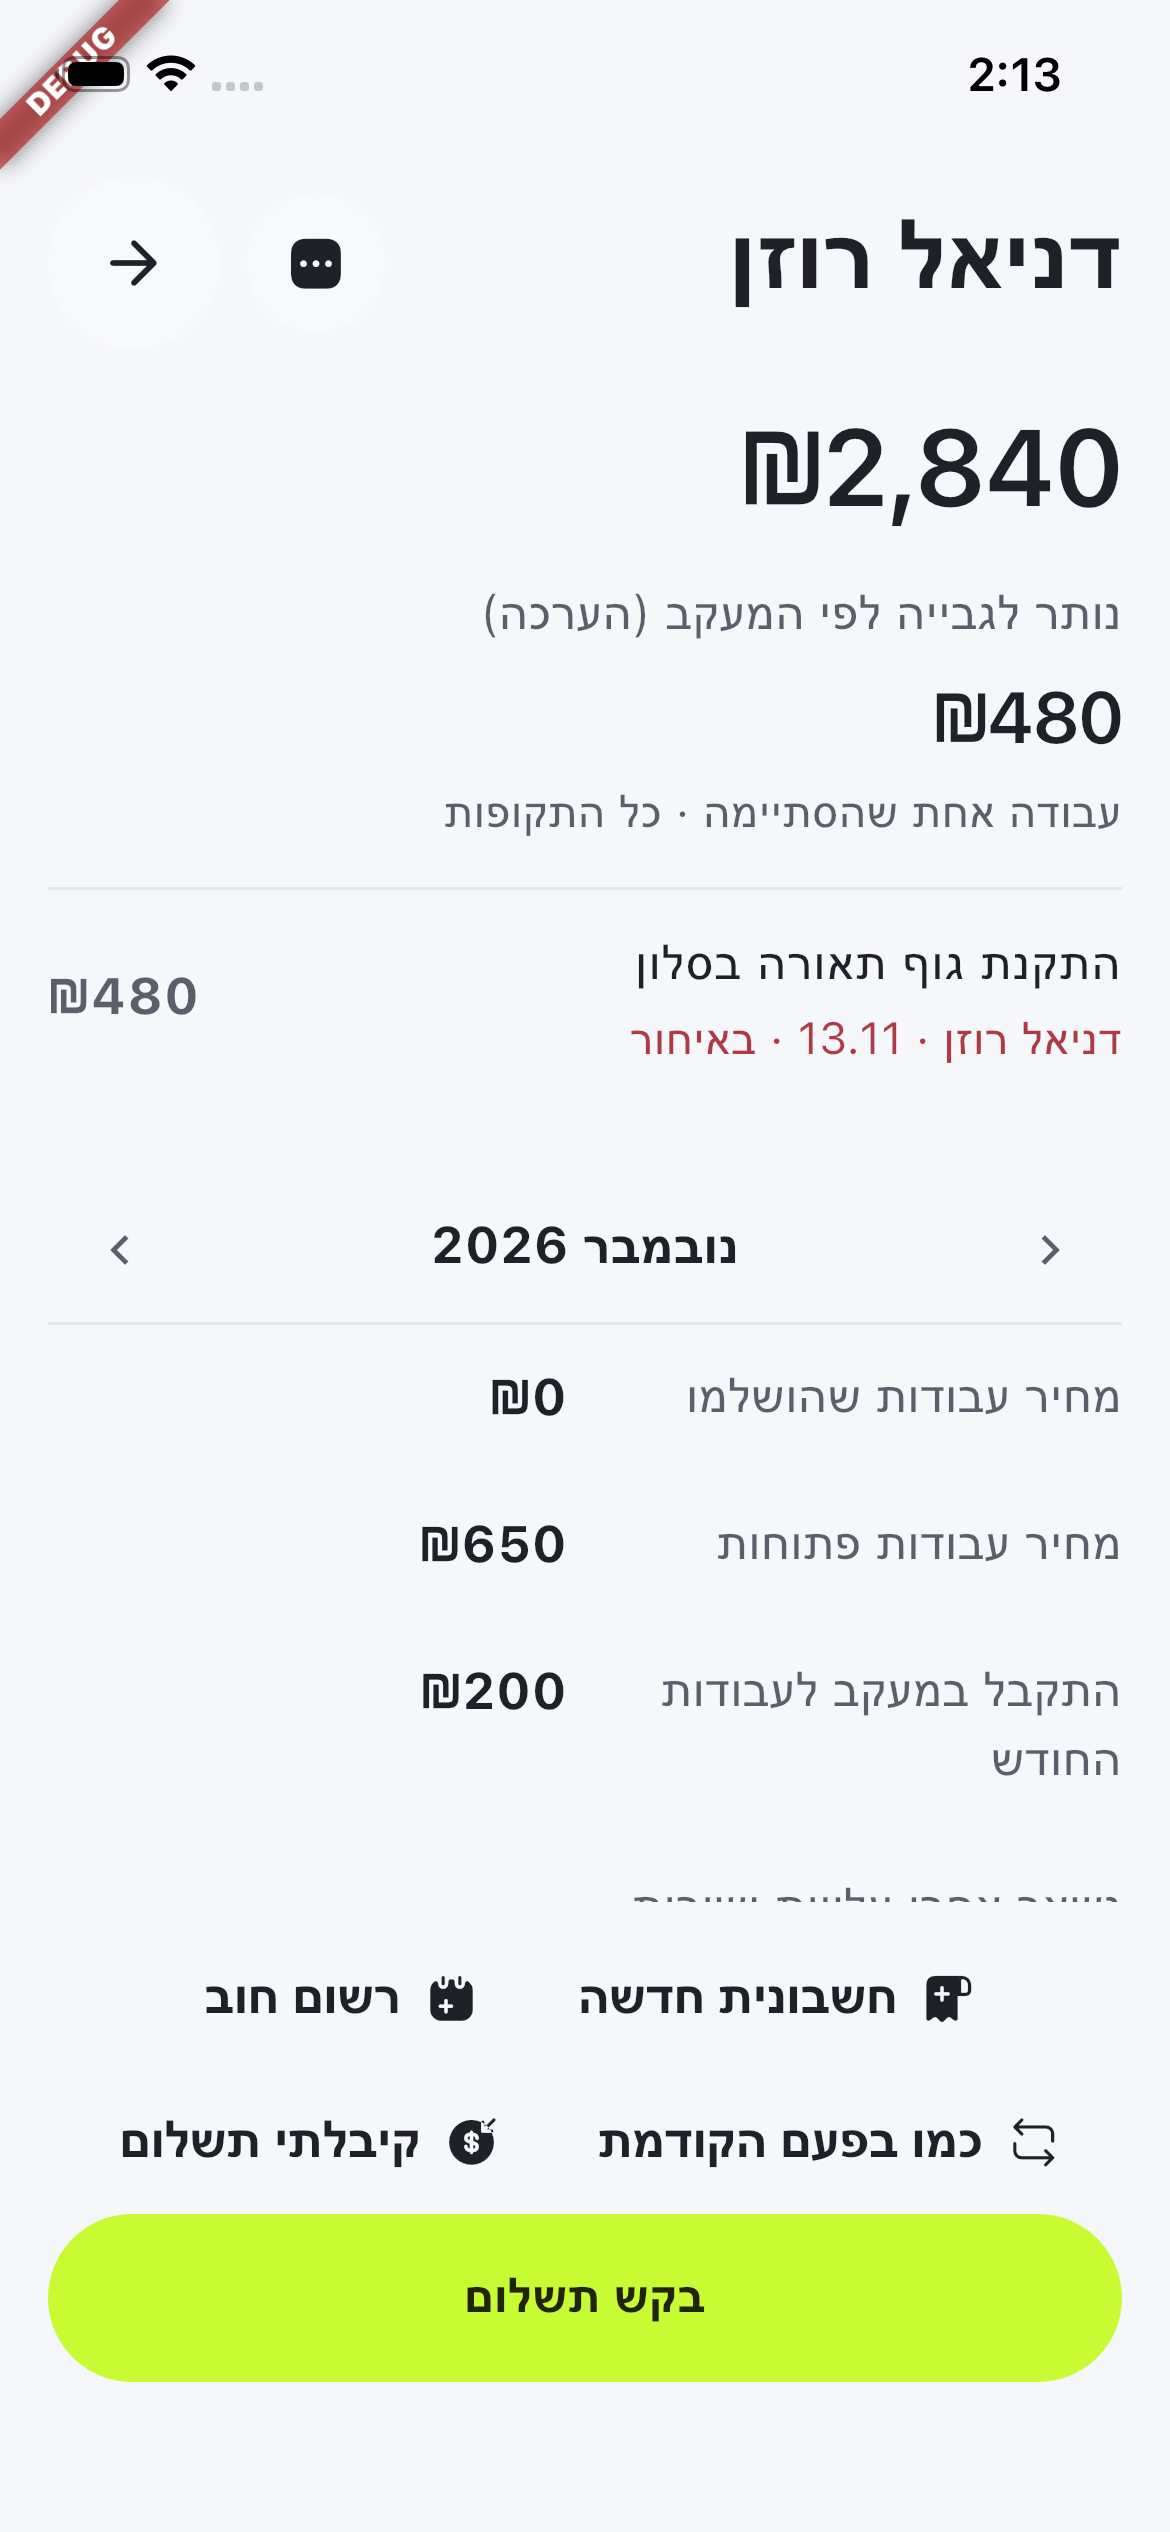 2:13
DEBUG
דניאל רוזן
₪2,840
נותר לגבייה לפי המעקב (הערכה)
₪480
עבודה אחת שהסתיימה · כל התקופות
התקנת גוף תאורה בסלון
₪480
דניאל רוזן · 13.11 · באיחור
נובמבר 2026
מחיר עבודות שהושלמו ₪0
מחיר עבודות פתוחות ₪650
התקבל במעקב לעבודות ₪200
החודש
חשבונית חדשה
רשום חוב
כמו בפעם הקודמת
קיבלתי תשלום
בקש תשלום